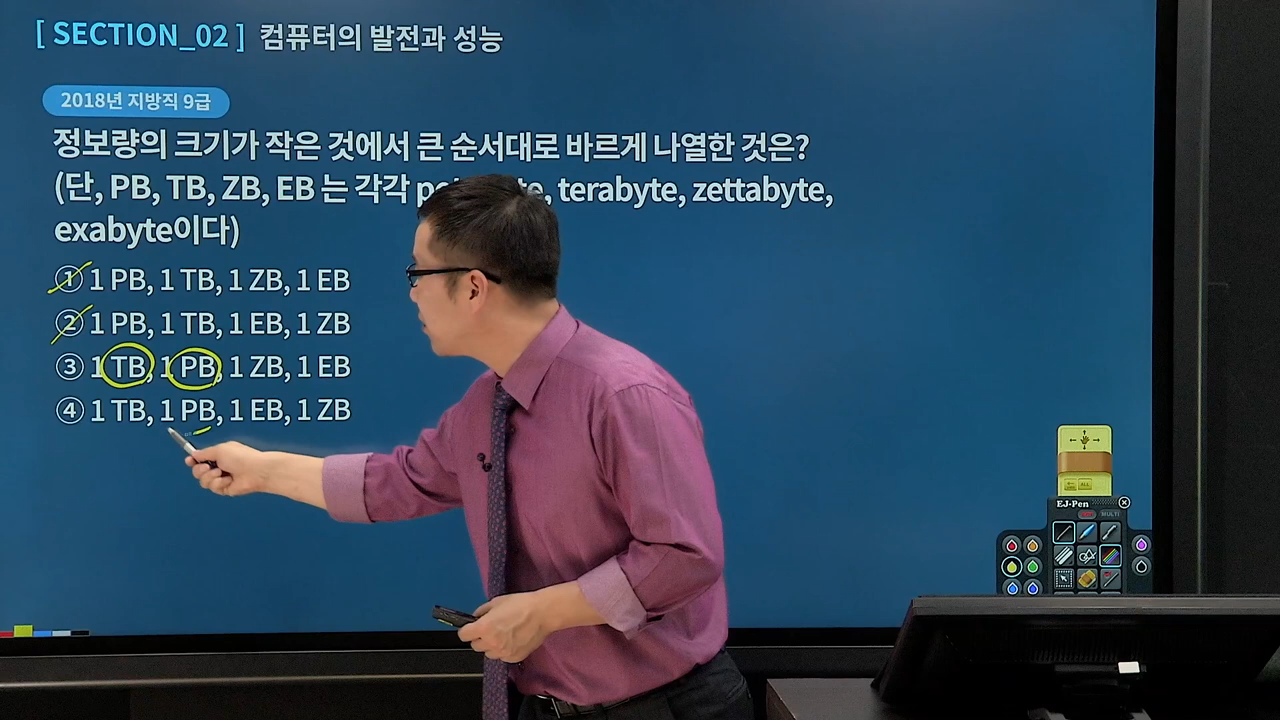 [ SECTION_02 ] 컴퓨터의 발전과 성능
2018년 지방직 9급
정보량의 크기가 작은 것에서 큰 순서대로 바르게 나열한 것은?
(단, PB, TB, ZB, EB 는 각각 terabyte, zettabyte,
exabyte이다)
① 1 PB, 1 TB, 1 ZB, 1 EB
② 1 PB, 1 TB, 1 EB, 1 ZB
③ 1 TB, 1 PB, 1 ZB, 1 EB
④ 1 TB, 1 PB, 1 EB, 1 ZB
EJ-Pen
MULTI
ALL